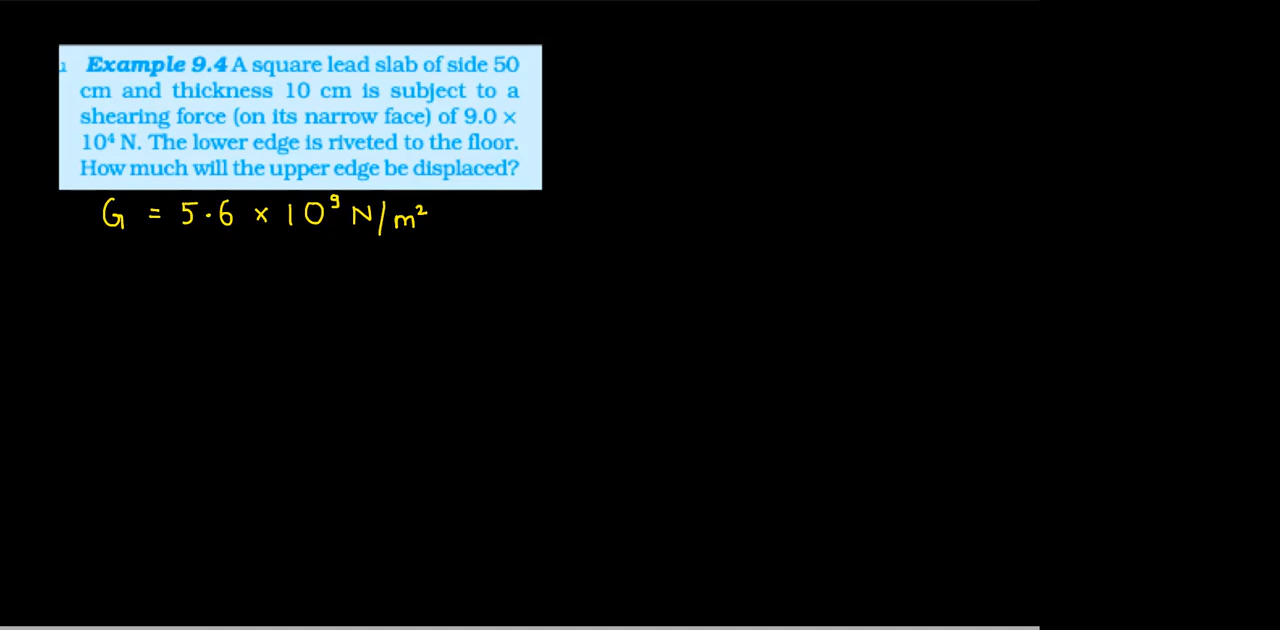 Example 9.4 A square lead slab of side 50
cm and thickness 10 cm is subject to a
shearing force (on its narrow face) of 9.0 ×
10⁴ N. The lower edge is riveted to the floor.
How much will the upper edge be displaced?
G = 5.6 × 10⁹ N/m²